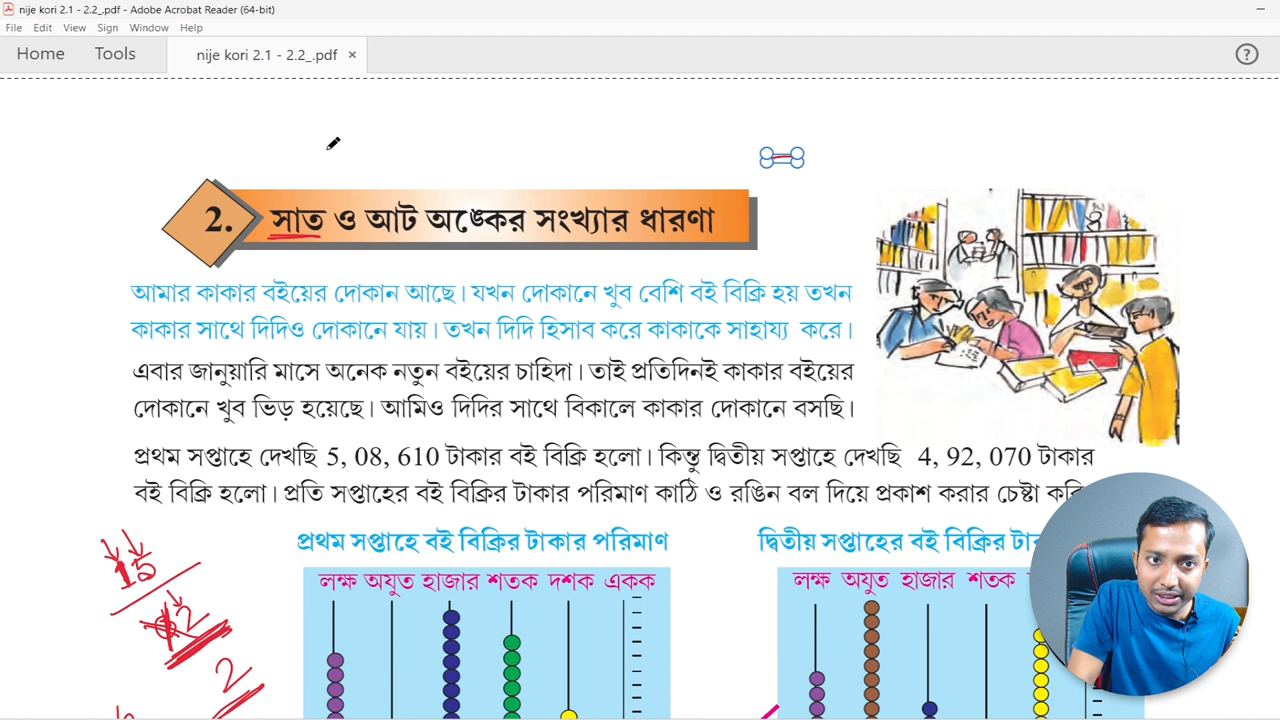 nije kori 2.1 - 2.2_.pdf - Adobe Acrobat Reader (64-bit)
File Edit View Sign Window Help
Home Tools nije kori 2.1 - 2.2_.pdf × ?
2. সাত ও আট অঙ্কের সংখ্যার ধারণা
আমার কাকার বইয়ের দোকান আছে। যখন দোকানে খুব বেশি বই বিক্রি হয় তখন
কাকার সাথে দিদিও দোকানে যায়। তখন দিদি হিসাব করে কাকাকে সাহায্য করে।
এবার জানুয়ারি মাসে অনেক নতুন বইয়ের চাহিদা। তাই প্রতিদিনই কাকার বইয়ের
দোকানে খুব ভিড় হয়েছে। আমিও দিদির সাথে বিকালে কাকার দোকানে বসছি।
প্রথম সপ্তাহে দেখছি 5, 08, 610 টাকার বই বিক্রি হলো। কিন্তু দ্বিতীয় সপ্তাহে দেখছি 4, 92, 070 টাকার
বই বিক্রি হলো। প্রতি সপ্তাহের বই বিক্রির টাকার পরিমাণ কাঠি ও রঙিন বল দিয়ে প্রকাশ করার চেষ্টা
প্রথম সপ্তাহে বই বিক্রির টাকার পরিমাণ
দ্বিতীয় সপ্তাহের বই বিক্রির
লক্ষ অযুত হাজার শতক দশক একক
লক্ষ অযুত হাজার শতক
15
2
2